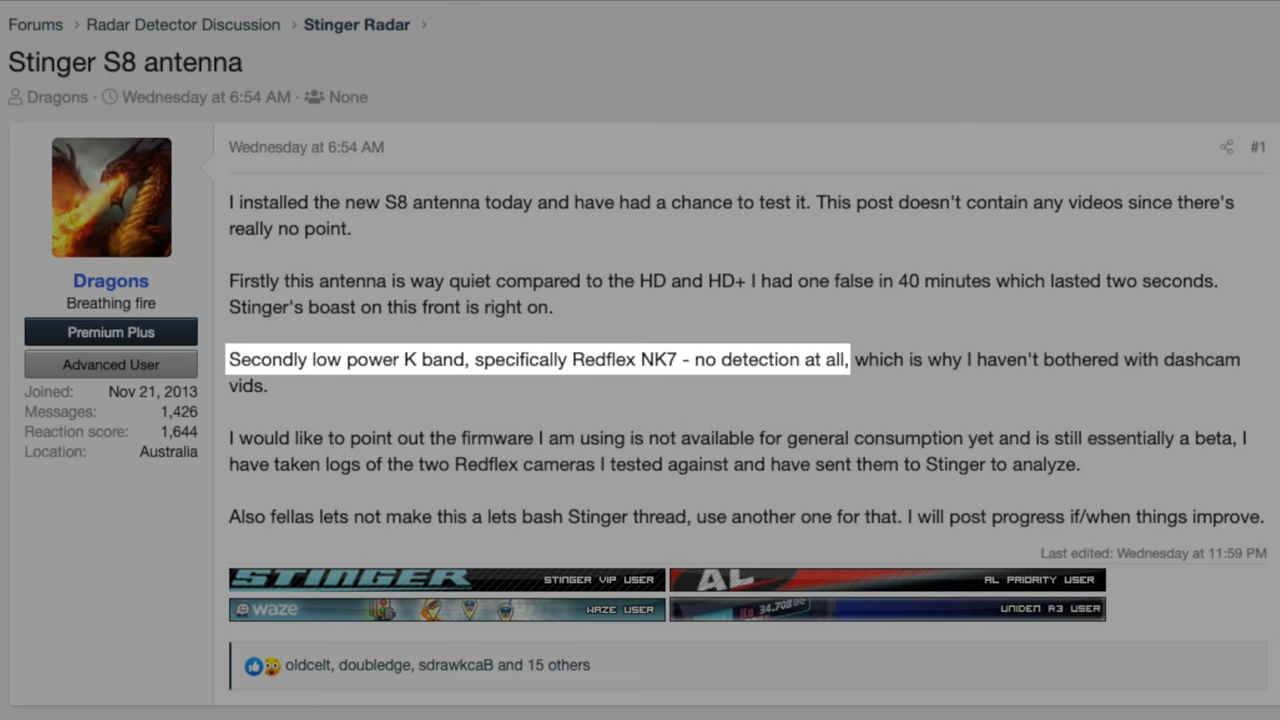 Forums > Radar Detector Discussion > Stinger Radar >
Stinger S8 antenna
Dragons · Wednesday at 6:54 AM · None
Wednesday at 6:54 AM #1
Dragons
Breathing fire
Premium Plus
Advanced User
Joined: Nov 21, 2013
Messages: 1,426
Reaction score: 1,644
Location: Australia
I installed the new S8 antenna today and have had a chance to test it. This post doesn't contain any videos since there's
really no point.
Firstly this antenna is way quiet compared to the HD and HD+ I had one false in 40 minutes which lasted two seconds.
Stinger's boast on this front is right on.
Secondly low power K band, specifically Redflex NK7 - no detection at all, which is why I haven't bothered with dashcam
vids.
I would like to point out the firmware I am using is not available for general consumption yet and is still essentially a beta, I
have taken logs of the two Redflex cameras I tested against and have sent them to Stinger to analyze.
Also fellas lets not make this a lets bash Stinger thread, use another one for that. I will post progress if/when things improve.
Last edited: Wednesday at 11:59 PM
STINGER STINGER VIP USER
AL AL PRIORITY USER
waze WAZE USER
Ka 34.708 UNIDEN R3 USER
oldcelt, doubledge, sdrawkcaB and 15 others